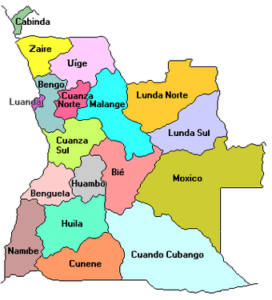 Cabinda
Zaire
Uíge
Bengo
Luanda
Cuanza
Norte
Malange
Lunda Norte
Lunda Sul
Cuanza
Sul
Bié
Moxico
Huambo
Benguela
Huila
Nambe
Cunene
Cuando Cubango